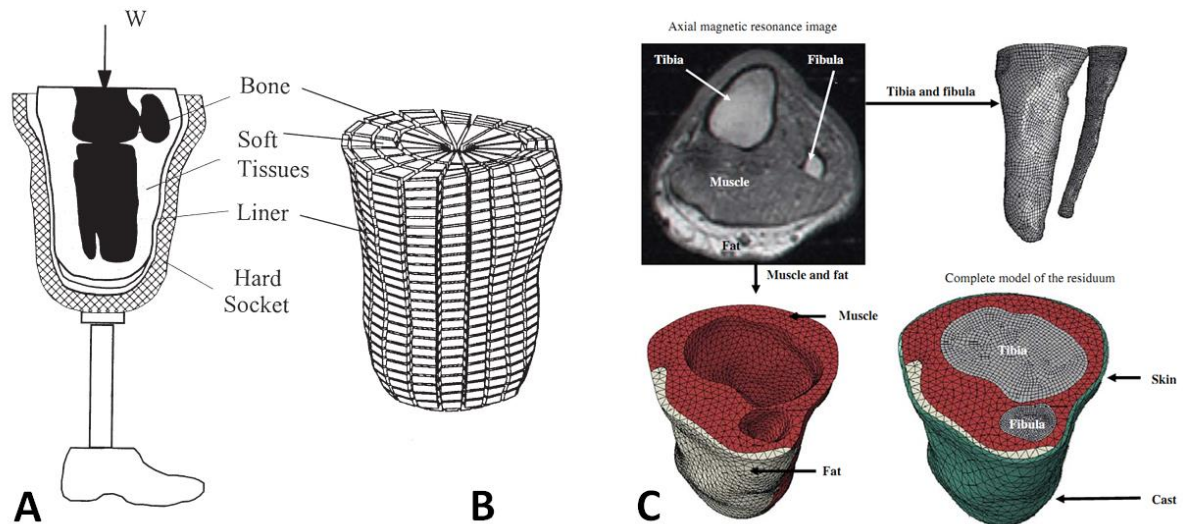 W
Bone
Soft
Tissues
Liner
Hard
Socket
A
B
Axial magnetic resonance image
Tibia
Fibula
Muscle
Fat
Tibia and fibula
Muscle and fat
Muscle
Fat
Complete model of the residuum
Tibia
Fibula
Skin
Cast
C